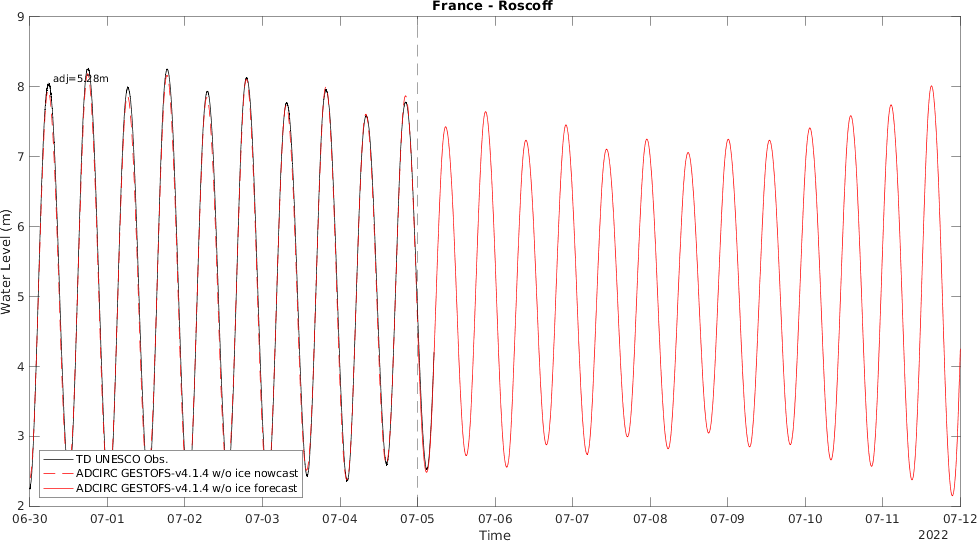 France - Roscoff
9
8
7
6
5
4
3
2
Water Level (m)
adj=5.28m
TD UNESCO Obs.
ADCIRC GESTOFS-v4.1.4 w/o ice nowcast
ADCIRC GESTOFS-v4.1.4 w/o ice forecast
06-30 07-01 07-02 07-03 07-04 07-05 07-06 07-07 07-08 07-09 07-10 07-11 07-12
Time
2022